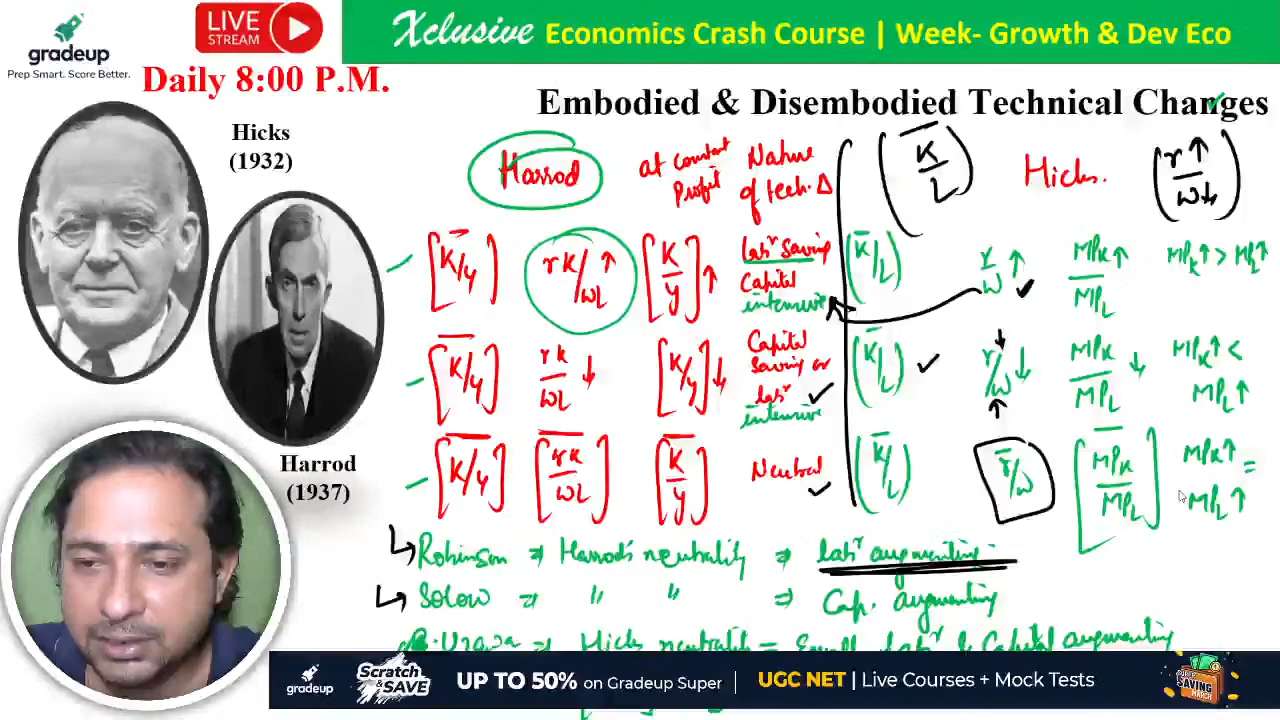 gradeup
Prep Smart. Score Better.
LIVE
STREAM
Xclusive Economics Crash Course | Week- Growth & Dev Eco
Daily 8:00 P.M.
Embodied & Disembodied Technical Changes
Hicks
(1932)
Harrod
(1937)
Harrod
at constant Profit
Nature of tech. Δ
(K̅/L)
Hicks.
(r↑/w↓)
[K̅/y] rK/wL ↑ [K/y]↑ labr saving Capital intensive (K̅/L) r/w ↑ MPK↑/MPL MPK↑ > MPL↑
[K̅/y] rk/wL ↓ [K/y]↓ Capital Saving or labr intensive (K̅/L) r/w ↓ MPK/MPL ↓ MPK↑ < MPL↑
[K̅/y] [rk/wL] [K/y] Neutral (K̅/L) r̅/w [MPK/MPL] MPK↑ = MPL↑
Robinson ⇒ Harrod's neutrality ⇒ labr augmenting
Solow ⇒ " " ⇒ Cap. augmenting
⇒ Hicks neutrality = labr & Capital augmenting
gradeup
Scratch & SAVE
UP TO 50% on Gradeup Super
UGC NET | Live Courses + Mock Tests
SUPER SAVING MARCH